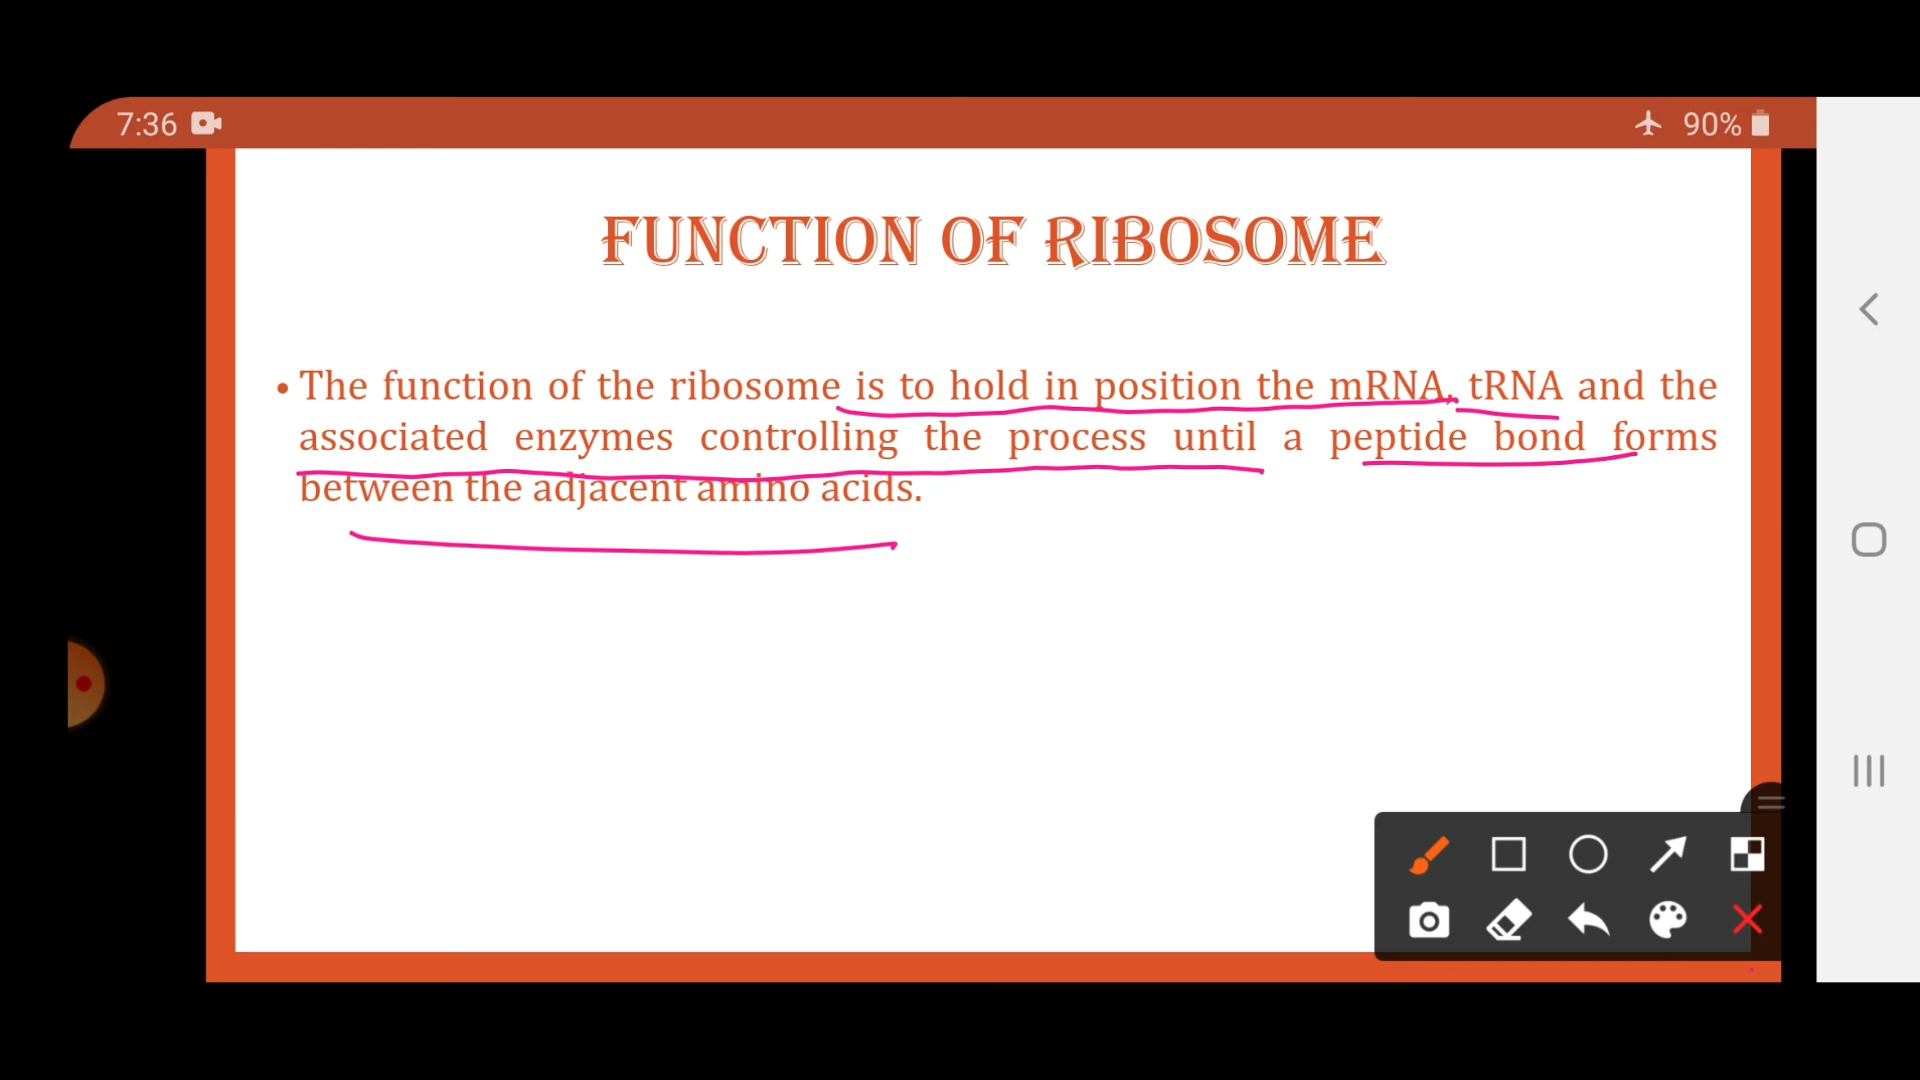 7:36
90%
FUNCTION OF RIBOSOME
• The function of the ribosome is to hold in position the mRNA, tRNA and the
associated enzymes controlling the process until a peptide bond forms
between the adjacent amino acids.